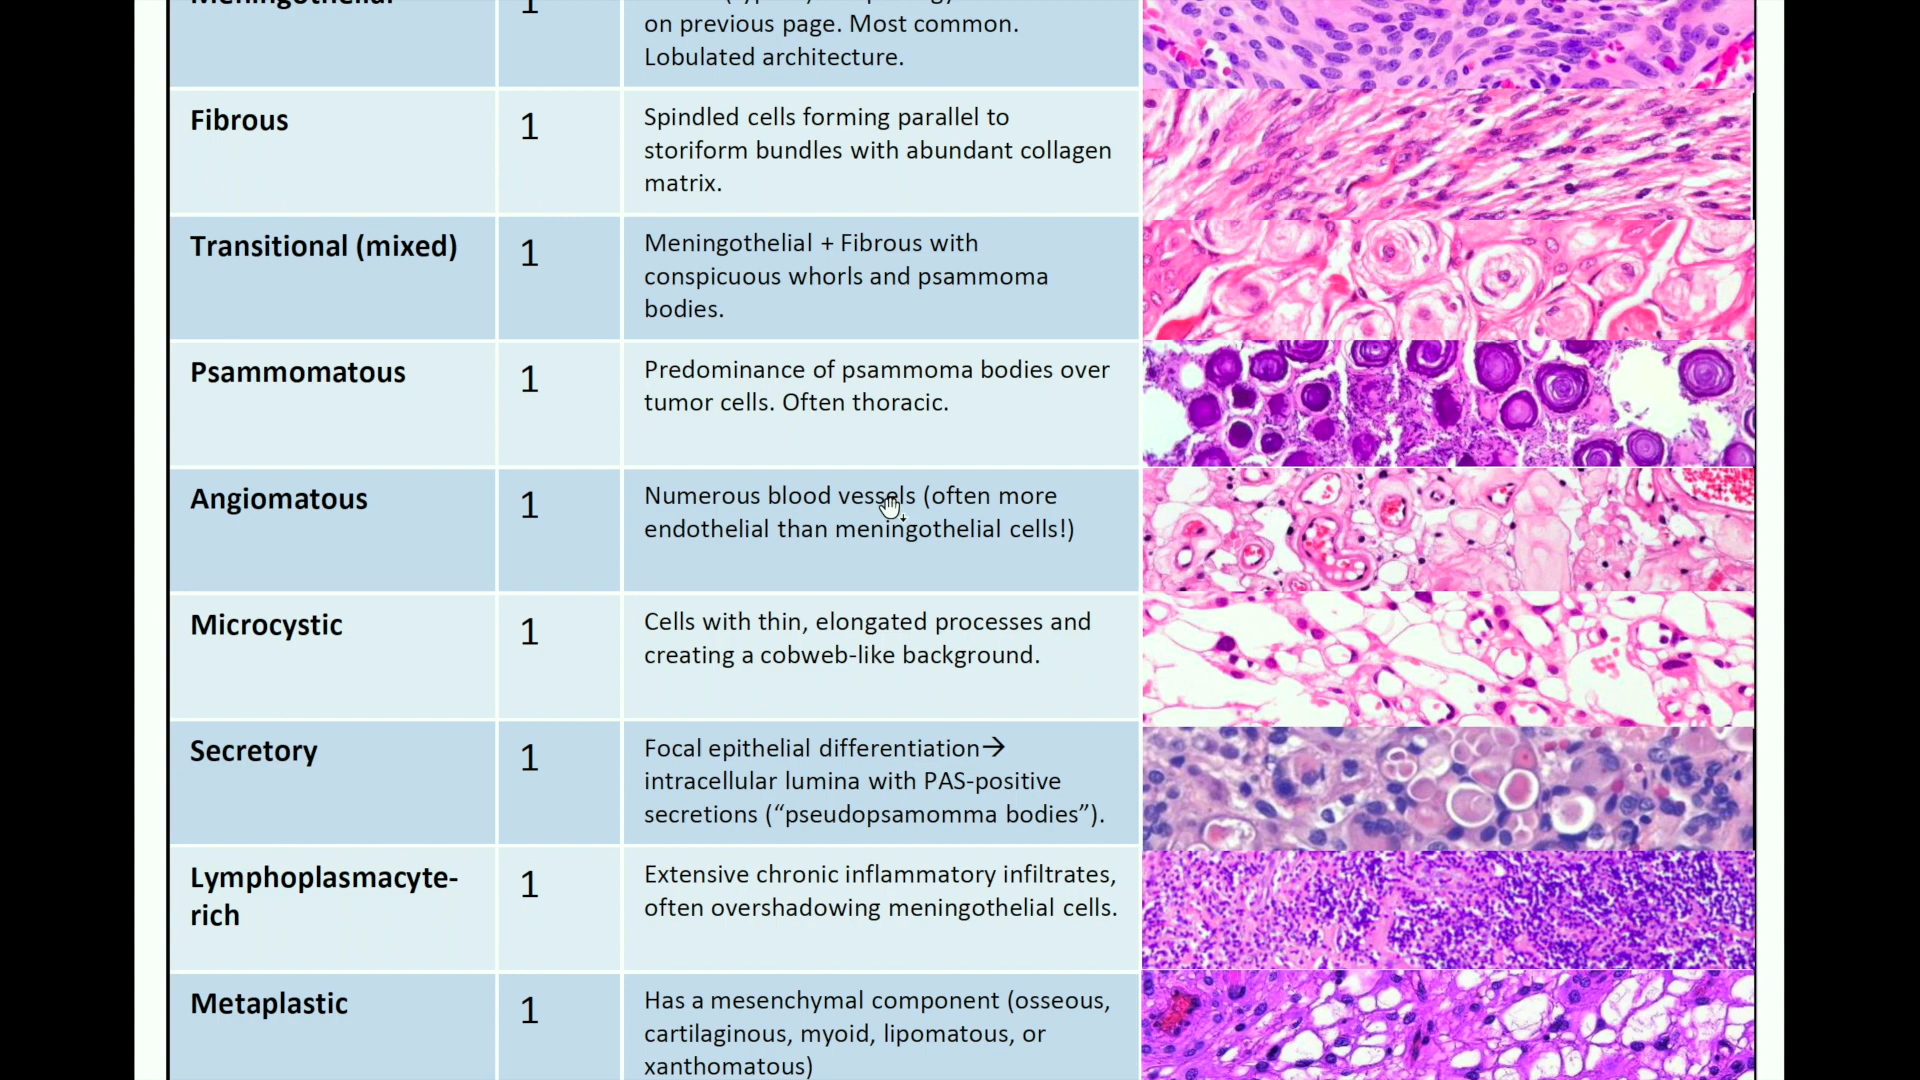 Meningothelial
1
on previous page. Most common.
Lobulated architecture.
Fibrous
1
Spindled cells forming parallel to
storiform bundles with abundant collagen
matrix.
Transitional (mixed)
1
Meningothelial + Fibrous with
conspicuous whorls and psammoma
bodies.
Psammomatous
1
Predominance of psammoma bodies over
tumor cells. Often thoracic.
Angiomatous
1
Numerous blood vessels (often more
endothelial than meningothelial cells!)
Microcystic
1
Cells with thin, elongated processes and
creating a cobweb-like background.
Secretory
1
Focal epithelial differentiation→
intracellular lumina with PAS-positive
secretions (“pseudopsamomma bodies”).
Lymphoplasmacyte-
rich
1
Extensive chronic inflammatory infiltrates,
often overshadowing meningothelial cells.
Metaplastic
1
Has a mesenchymal component (osseous,
cartilaginous, myoid, lipomatous, or
xanthomatous)